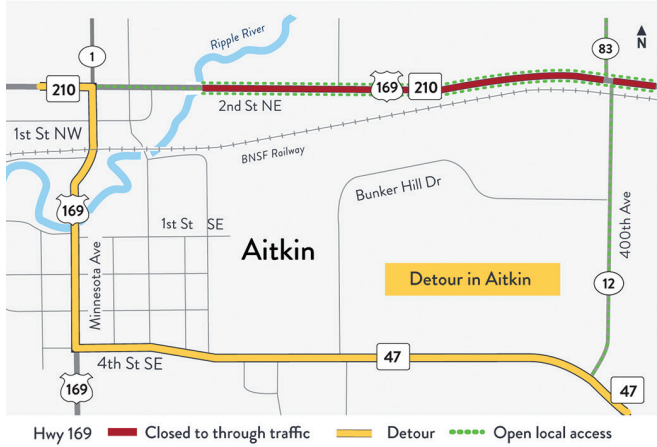 Ripple River
1
83
N
210
169
210
2nd St NE
1st St NW
BNSF Railway
Bunker Hill Dr
169
1st St SE
400th Ave
Minnesota Ave
Aitkin
Detour in Aitkin
12
47
4th St SE
169
47
Hwy 169 Closed to through traffic Detour Open local access